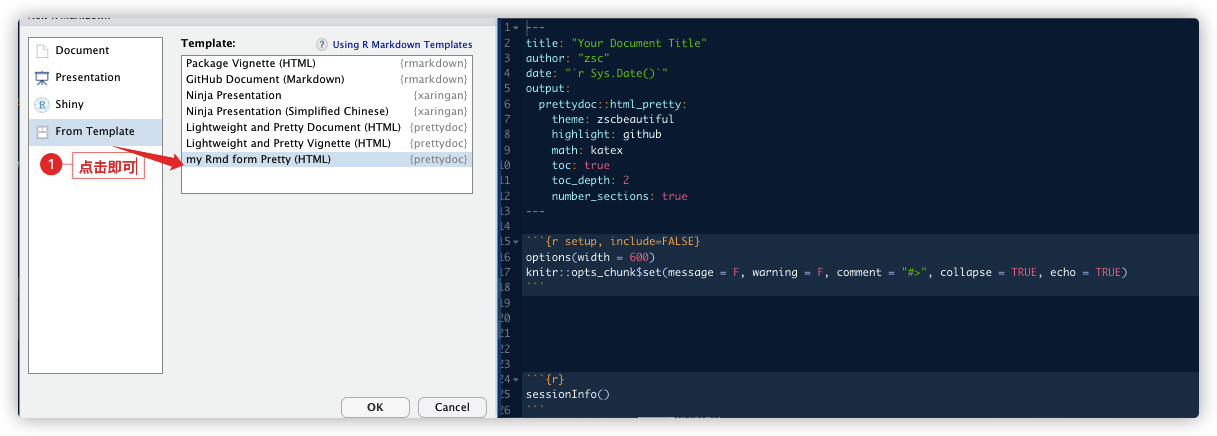 Document
Presentation
Shiny
From Template
1 点击即可
Template:
? Using R Markdown Templates
Package Vignette (HTML) {rmarkdown}
GitHub Document (Markdown) {rmarkdown}
Ninja Presentation {xaringan}
Ninja Presentation (Simplified Chinese) {xaringan}
Lightweight and Pretty Document (HTML) {prettydoc}
Lightweight and Pretty Vignette (HTML) {prettydoc}
my Rmd form Pretty (HTML) {prettydoc}
OK
Cancel
1 ---
2 title: "Your Document Title"
3 author: "zsc"
4 date: "`r Sys.Date()`"
5 output:
6 prettydoc::html_pretty:
7 theme: zscbeautiful
8 highlight: github
9 math: katex
10 toc: true
11 toc_depth: 2
12 number_sections: true
13 ---
14
15 ```{r setup, include=FALSE}
16 options(width = 600)
17 knitr::opts_chunk$set(message = F, warning = F, comment = "#>", collapse = TRUE, echo = TRUE)
18 ```
19
20
21
22
23
24 ```{r}
25 sessionInfo()
26 ```